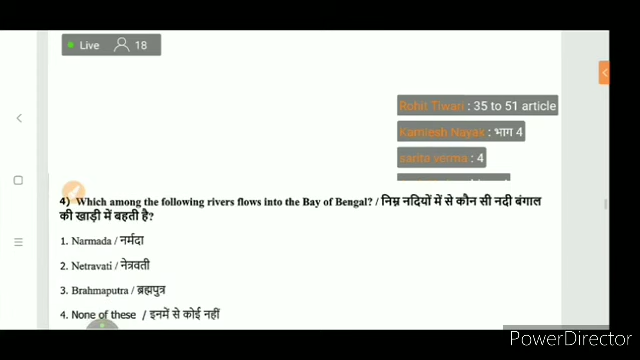 Live 18
Rohit Tiwari : 35 to 51 article
Kamlesh Nayak : भाग 4
sarita verma : 4
4) Which among the following rivers flows into the Bay of Bengal? / निम्न नदियों में से कौन सी नदी बंगाल
की खाड़ी में बहती है?
1. Narmada / नर्मदा
2. Netravati / नेत्रवती
3. Brahmaputra / ब्रह्मपुत्र
4. None of these / इनमें से कोई नहीं
PowerDirector